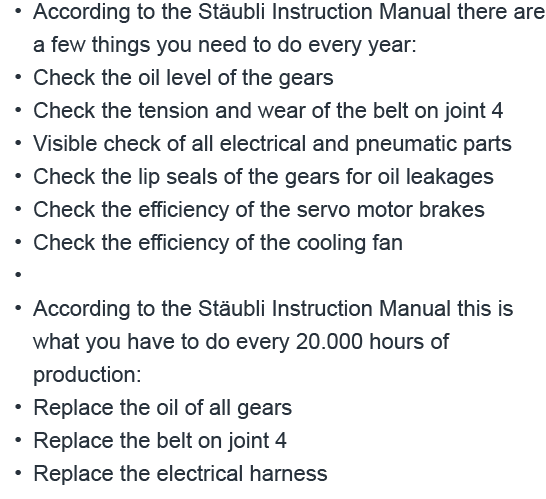 • According to the Stäubli Instruction Manual there are
a few things you need to do every year:
• Check the oil level of the gears
• Check the tension and wear of the belt on joint 4
• Visible check of all electrical and pneumatic parts
• Check the lip seals of the gears for oil leakages
• Check the efficiency of the servo motor brakes
• Check the efficiency of the cooling fan
•
• According to the Stäubli Instruction Manual this is
what you have to do every 20.000 hours of
production:
• Replace the oil of all gears
• Replace the belt on joint 4
• Replace the electrical harness